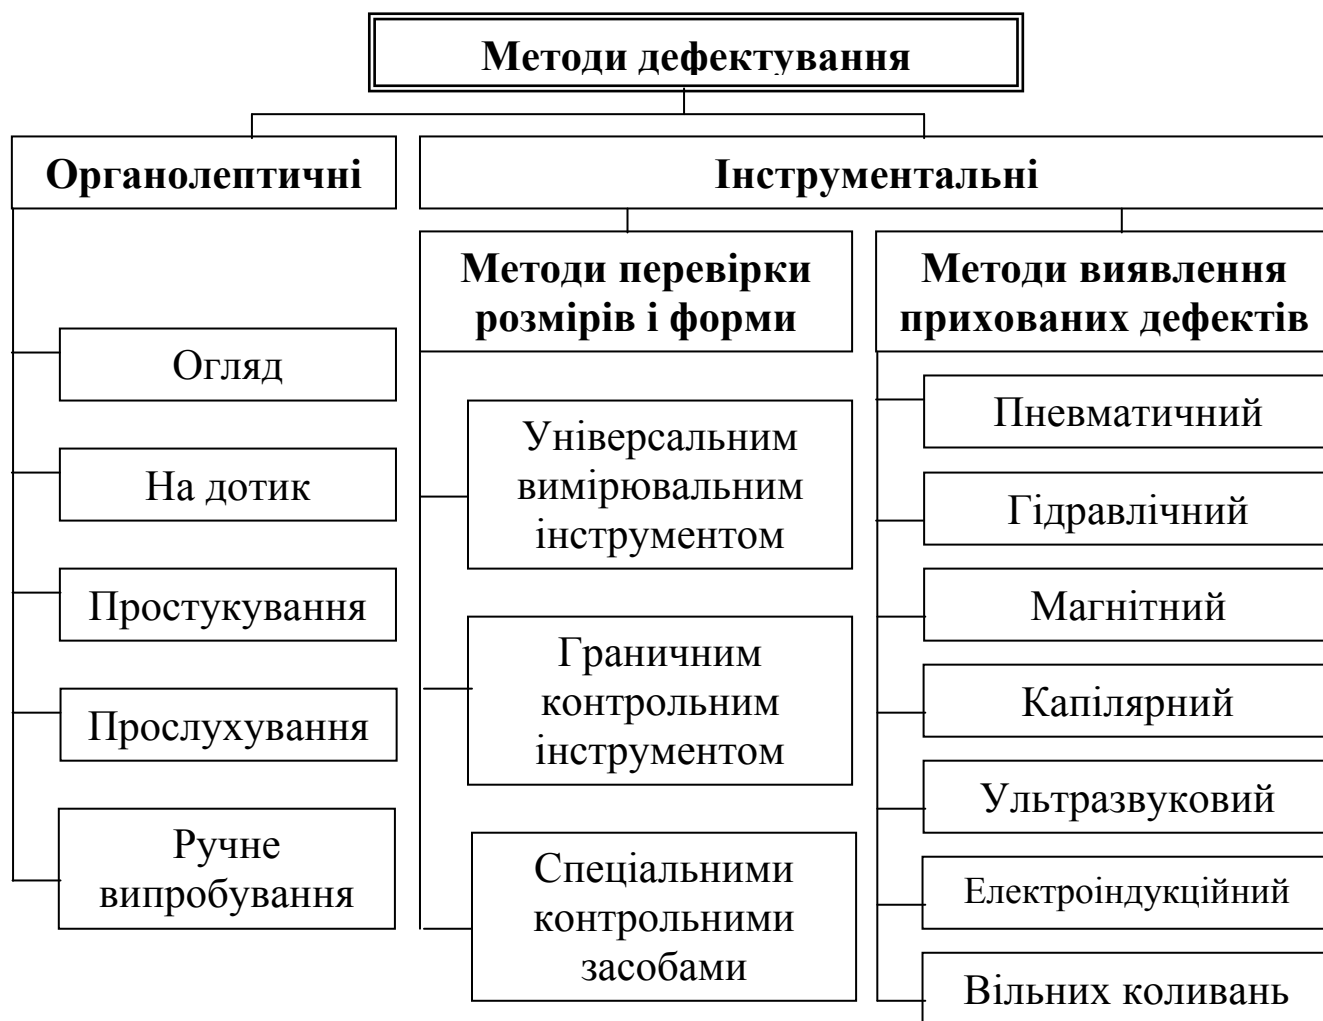 Методи дефектування
Органолептичні
Інструментальні
Методи перевірки
розмірів і форми
Методи виявлення
прихованих дефектів
Огляд
На дотик
Простукування
Прослухування
Ручне
випробування
Універсальним
вимірювальним
інструментом
Граничним
контрольним
інструментом
Спеціальними
контрольними
засобами
Пневматичний
Гідравлічний
Магнітний
Капілярний
Ультразвуковий
Електроіндукційний
Вільних коливань